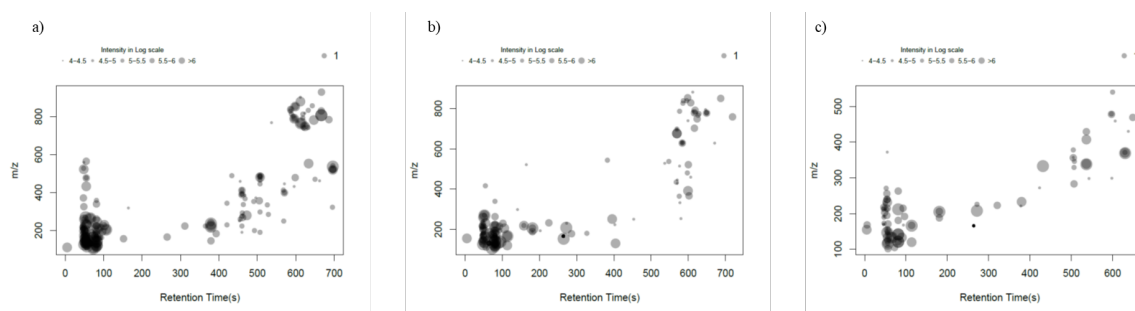 a)
Intensity in Log scale
4−4.5 4.5−5 5−5.5 5.5−6 >6
1
m/z
800
600
400
200
0 100 200 300 400 500 600 700
Retention Time(s)
b)
Intensity in Log scale
4−4.5 4.5−5 5−5.5 5.5−6 >6
1
m/z
800
600
400
200
0 100 200 300 400 500 600 700
Retention Time(s)
c)
Intensity in Log scale
4−4.5 4.5−5 5−5.5 5.5−6 >6
m/z
500
400
300
200
100
0 100 200 300 400 500 600
Retention Time(s)